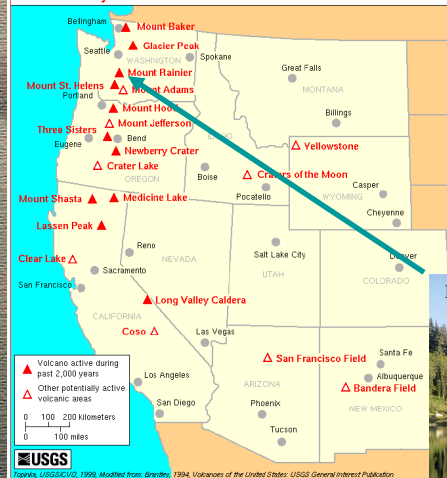 Bellingham
Mount Baker
Glacier Peak
WASHINGTON
Seattle
Spokane
Mount Rainier
Great Falls
Mount St. Helens
Mount Adams
MONTANA
Portland
Mount Hood
Mount Jefferson
Billings
Three Sisters
IDAHO
Eugene
Bend
Newberry Crater
Yellowstone
Crater Lake
Boise
Craters of the Moon
OREGON
Casper
WYOMING
Pocatello
Mount Shasta
Medicine Lake
Cheyenne
Lassen Peak
Reno
Salt Lake City
Denver
Clear Lake
NEVADA
Sacramento
UTAH
COLORADO
San Francisco
Long Valley Caldera
CALIFORNIA
Coso
Las Vegas
Volcano active during
past 2,000 years
Other potentially active
volcanic areas
0 100 200 kilometers
0 100 miles
San Francisco Field
Santa Fe
Los Angeles
Albuquerque
ARIZONA
Bandera Field
San Diego
Phoenix
NEW MEXICO
Tucson
USGS
Topinka, USGS/CVO, 1999, Modified from: Brantley, 1994, Volcanoes of the United States: USGS General Interest Publication